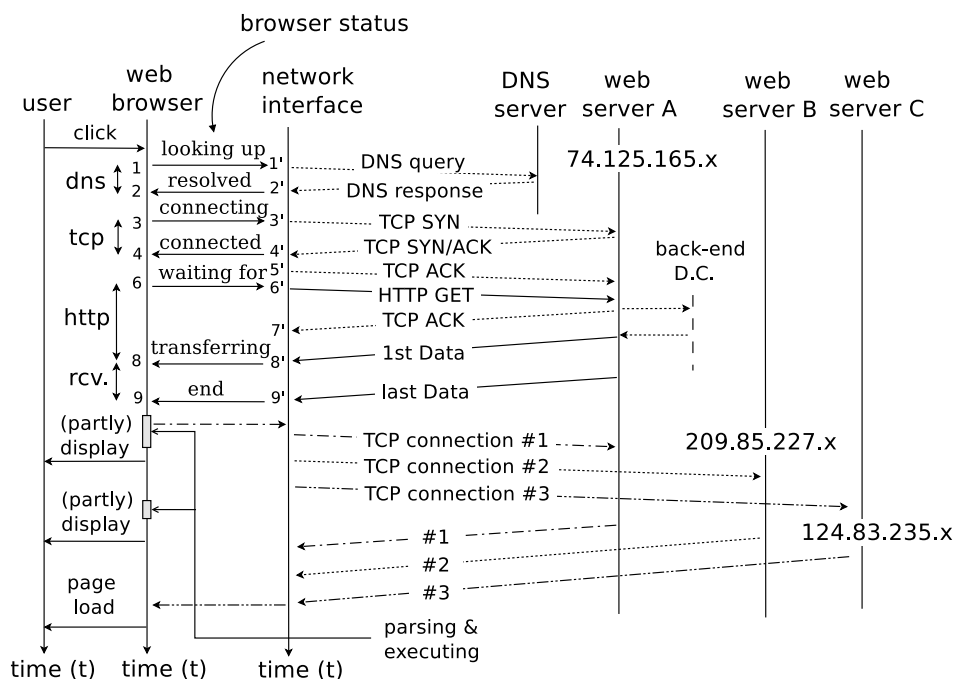 browser status
user
web
browser
network
interface
DNS
server
web
server A
web
server B
web
server C
click
looking up
1
1'
DNS query
74.125.165.x
dns
resolved
2
2'
DNS response
connecting
3
3'
TCP SYN
tcp
connected
4
4'
TCP SYN/ACK
back-end
D.C.
waiting for
5'
TCP ACK
6
6'
HTTP GET
http
7'
TCP ACK
transferring
8
8'
1st Data
rcv.
end
9
9'
last Data
(partly)
display
TCP connection #1
209.85.227.x
TCP connection #2
TCP connection #3
(partly)
display
124.83.235.x
#1
#2
#3
page
load
parsing &
executing
time (t)
time (t)
time (t)